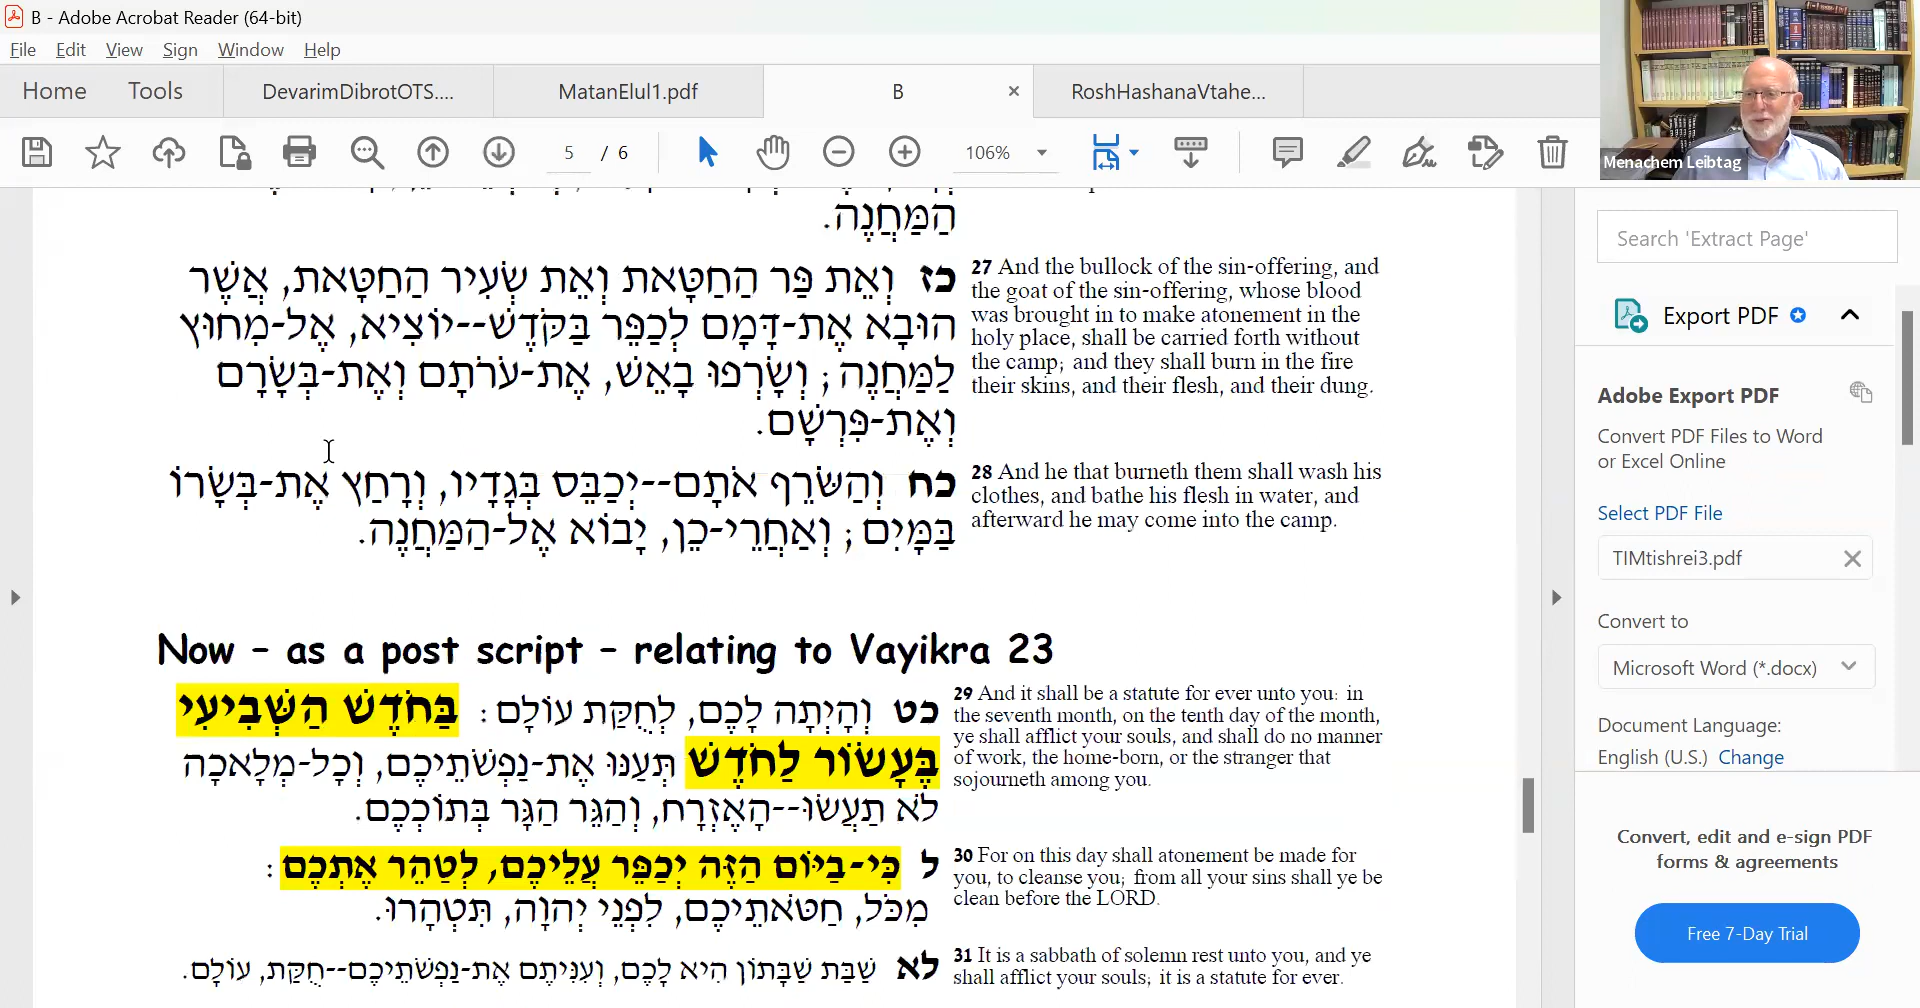 B - Adobe Acrobat Reader (64-bit)
File Edit View Sign Window Help
Home Tools DevarimDibrotOTS.... MatanElul1.pdf B × RoshHashanaVtahe...
5 / 6 106%
Menachem Leibtag
הַמַּחֲנֶה.
כז וְאֵת פַּר הַחַטָּאת וְאֵת שְׂעִיר הַחַטָּאת, אֲשֶׁר
הוּבָא אֶת-דָּמָם לְכַפֵּר בַּקֹּדֶשׁ--יוֹצִיא, אֶל-מִחוּץ
לַמַּחֲנֶה; וְשָׂרְפוּ בָאֵשׁ, אֶת-עֹרֹתָם וְאֶת-בְּשָׂרָם
וְאֶת-פִּרְשָׁם.
27 And the bullock of the sin-offering, and
the goat of the sin-offering, whose blood
was brought in to make atonement in the
holy place, shall be carried forth without
the camp; and they shall burn in the fire
their skins, and their flesh, and their dung.
כח וְהַשֹּׂרֵף אֹתָם--יְכַבֵּס בְּגָדָיו, וְרָחַץ אֶת-בְּשָׂרוֹ
בַּמָּיִם; וְאַחֲרֵי-כֵן, יָבוֹא אֶל-הַמַּחֲנֶה.
28 And he that burneth them shall wash his
clothes, and bathe his flesh in water, and
afterward he may come into the camp.
Now - as a post script - relating to Vayikra 23
כט וְהָיְתָה לָכֶם, לְחֻקַּת עוֹלָם: בַּחֹדֶשׁ הַשְּׁבִיעִי
בֶּעָשׂוֹר לַחֹדֶשׁ תְּעַנּוּ אֶת-נַפְשֹׁתֵיכֶם, וְכָל-מְלָאכָה
לֹא תַעֲשׂוּ--הָאֶזְרָח, וְהַגֵּר הַגָּר בְּתוֹכְכֶם.
29 And it shall be a statute for ever unto you: in
the seventh month, on the tenth day of the month,
ye shall afflict your souls, and shall do no manner
of work, the home-born, or the stranger that
sojourneth among you.
ל כִּי-בַיּוֹם הַזֶּה יְכַפֵּר עֲלֵיכֶם, לְטַהֵר אֶתְכֶם:
מִכֹּל, חַטֹּאתֵיכֶם, לִפְנֵי יְהוָה, תִּטְהָרוּ.
30 For on this day shall atonement be made for
you, to cleanse you; from all your sins shall ye be
clean before the LORD.
לא שַׁבַּת שַׁבָּתוֹן הִיא לָכֶם, וְעִנִּיתֶם אֶת-נַפְשֹׁתֵיכֶם--חֻקַּת, עוֹלָם.
31 It is a sabbath of solemn rest unto you, and ye
shall afflict your souls; it is a statute for ever.
Search 'Extract Page'
Export PDF
Adobe Export PDF
Convert PDF Files to Word
or Excel Online
Select PDF File
TIMtishrei3.pdf
Convert to
Microsoft Word (*.docx)
Document Language:
English (U.S.) Change
Convert, edit and e-sign PDF
forms & agreements
Free 7-Day Trial